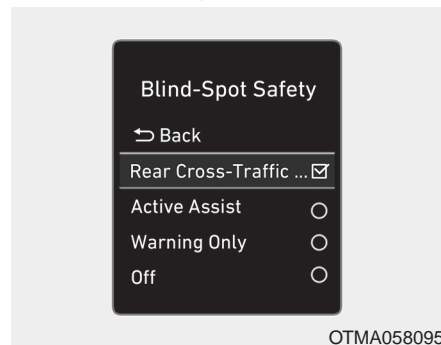 Blind-Spot Safety
Back
Rear Cross-Traffic ...
Active Assist
Warning Only
Off
OTMA058095